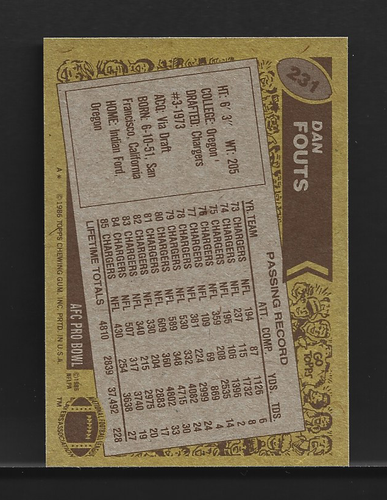 231
DAN
FOUTS
HT: 6' 3" WT: 205
COLLEGE: Oregon
DRAFTED: Chargers
#3-1973
ACQ: Via Draft
BORN: 6-10-51, San
Francisco, California
HOME: Indian Ford,
Oregon
PASSING RECORD
YR TEAM ATT. COMP. YDS. TDS.
73 CHARGERS NFL 194 87 1126 6
74 CHARGERS NFL 237 115 1732 8
75 CHARGERS NFL 195 106 1396 2
76 CHARGERS NFL 359 208 2535 14
77 CHARGERS NFL 109 69 869 4
78 CHARGERS NFL 381 224 2999 24
79 CHARGERS NFL 530 332 4082 24
80 CHARGERS NFL 589 348 4715 30
81 CHARGERS NFL 609 360 4802 33
82 CHARGERS NFL 330 204 2883 17
83 CHARGERS NFL 340 215 2975 20
84 CHARGERS NFL 507 317 3740 19
85 CHARGERS NFL 430 254 3638 27
LIFETIME TOTALS 4810 2839 37,492 228
GO
TOPPS
AFC PRO BOWL
A * ©1986 TOPPS CHEWING GUM, INC. PRTD. IN U.S.A.
©1986
NFLPA
TM